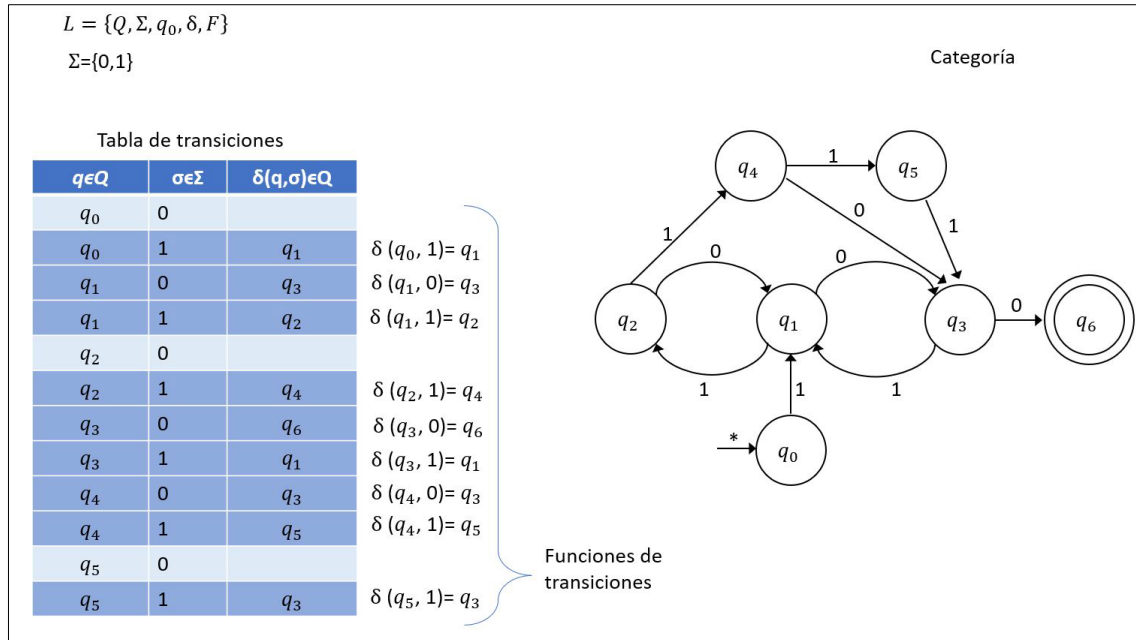 L = {Q, Σ, q₀, δ, F}
Σ={0,1}
Categoría
Tabla de transiciones
qϵQ σϵΣ δ(q,σ)ϵQ
q₀ 0
q₀ 1 q₁ δ (q₀, 1)= q₁
q₁ 0 q₃ δ (q₁, 0)= q₃
q₁ 1 q₂ δ (q₁, 1)= q₂
q₂ 0
q₂ 1 q₄ δ (q₂, 1)= q₄
q₃ 0 q₆ δ (q₃, 0)= q₆
q₃ 1 q₁ δ (q₃, 1)= q₁
q₄ 0 q₃ δ (q₄, 0)= q₃
q₄ 1 q₅ δ (q₄, 1)= q₅
q₅ 0
q₅ 1 q₃ δ (q₅, 1)= q₃
Funciones de
transiciones
q₄ 1 q₅
0
1 1
0 0
q₂ q₁ q₃ 0 q₆
1 1 1
* q₀